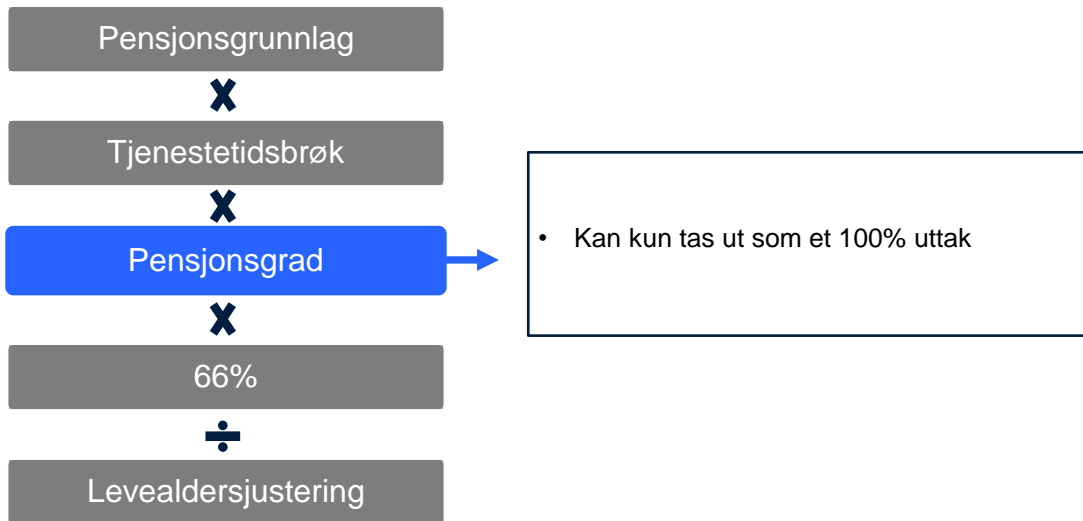 Pensjonsgrunnlag
×
Tjenestetidsbrøk
×
Pensjonsgrad
• Kan kun tas ut som et 100% uttak
×
66%
÷
Levealdersjustering